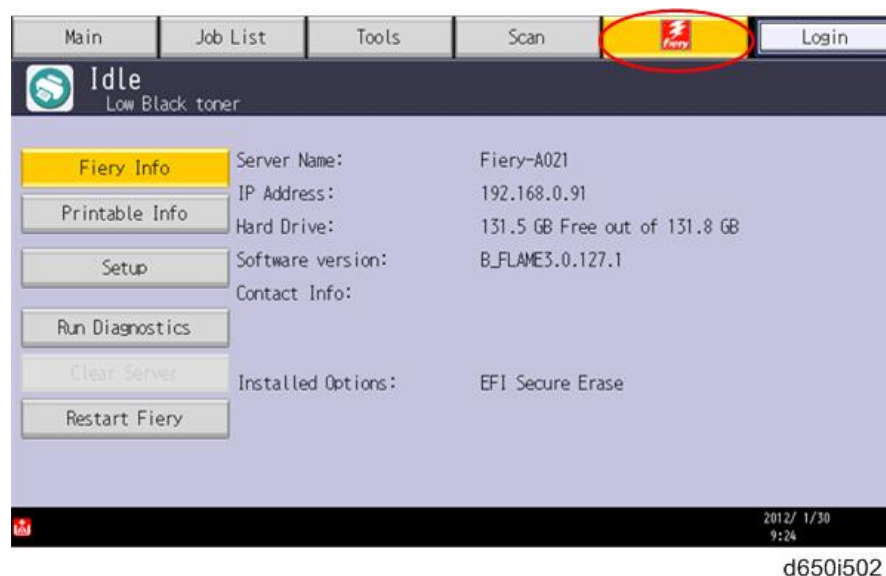 Main Job List Tools Scan Fiery Login
Idle
Low Black toner
Fiery Info
Printable Info
Setup
Run Diagnostics
Clear Server
Restart Fiery
Server Name: Fiery-A021
IP Address: 192.168.0.91
Hard Drive: 131.5 GB Free out of 131.8 GB
Software version: B_FLAME3.0.127.1
Contact Info:
Installed Options: EFI Secure Erase
2012/ 1/30
9:24
d650i502